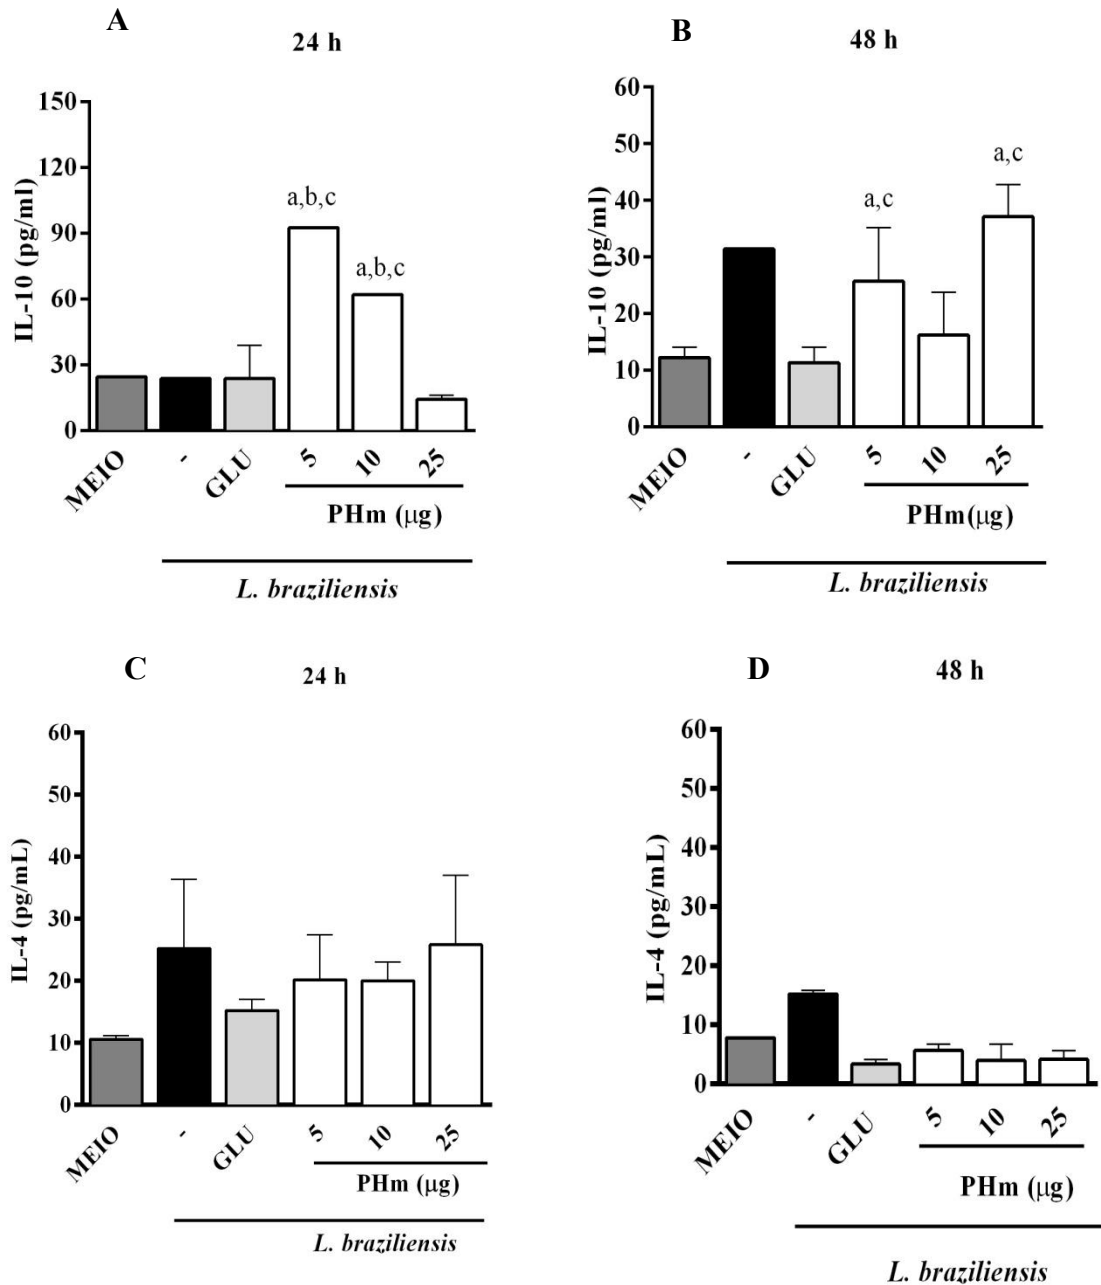 A
24 h
IL-10 (pg/ml)
150
120
90
60
30
0
a,b,c
a,b,c
MEIO
-
GLU
5
10
25
PHm (μg)
L. braziliensis
B
48 h
IL-10 (pg/ml)
60
50
40
30
20
10
0
a,c
a,c
MEIO
-
GLU
5
10
25
PHm(μg)
L. braziliensis
C
24 h
IL-4 (pg/mL)
60
50
40
30
20
10
0
MEIO
-
GLU
5
10
25
PHm (μg)
L. braziliensis
D
48 h
IL-4 (pg/mL)
60
50
40
30
20
10
0
MEIO
-
GLU
5
10
25
PHm (μg)
L. braziliensis